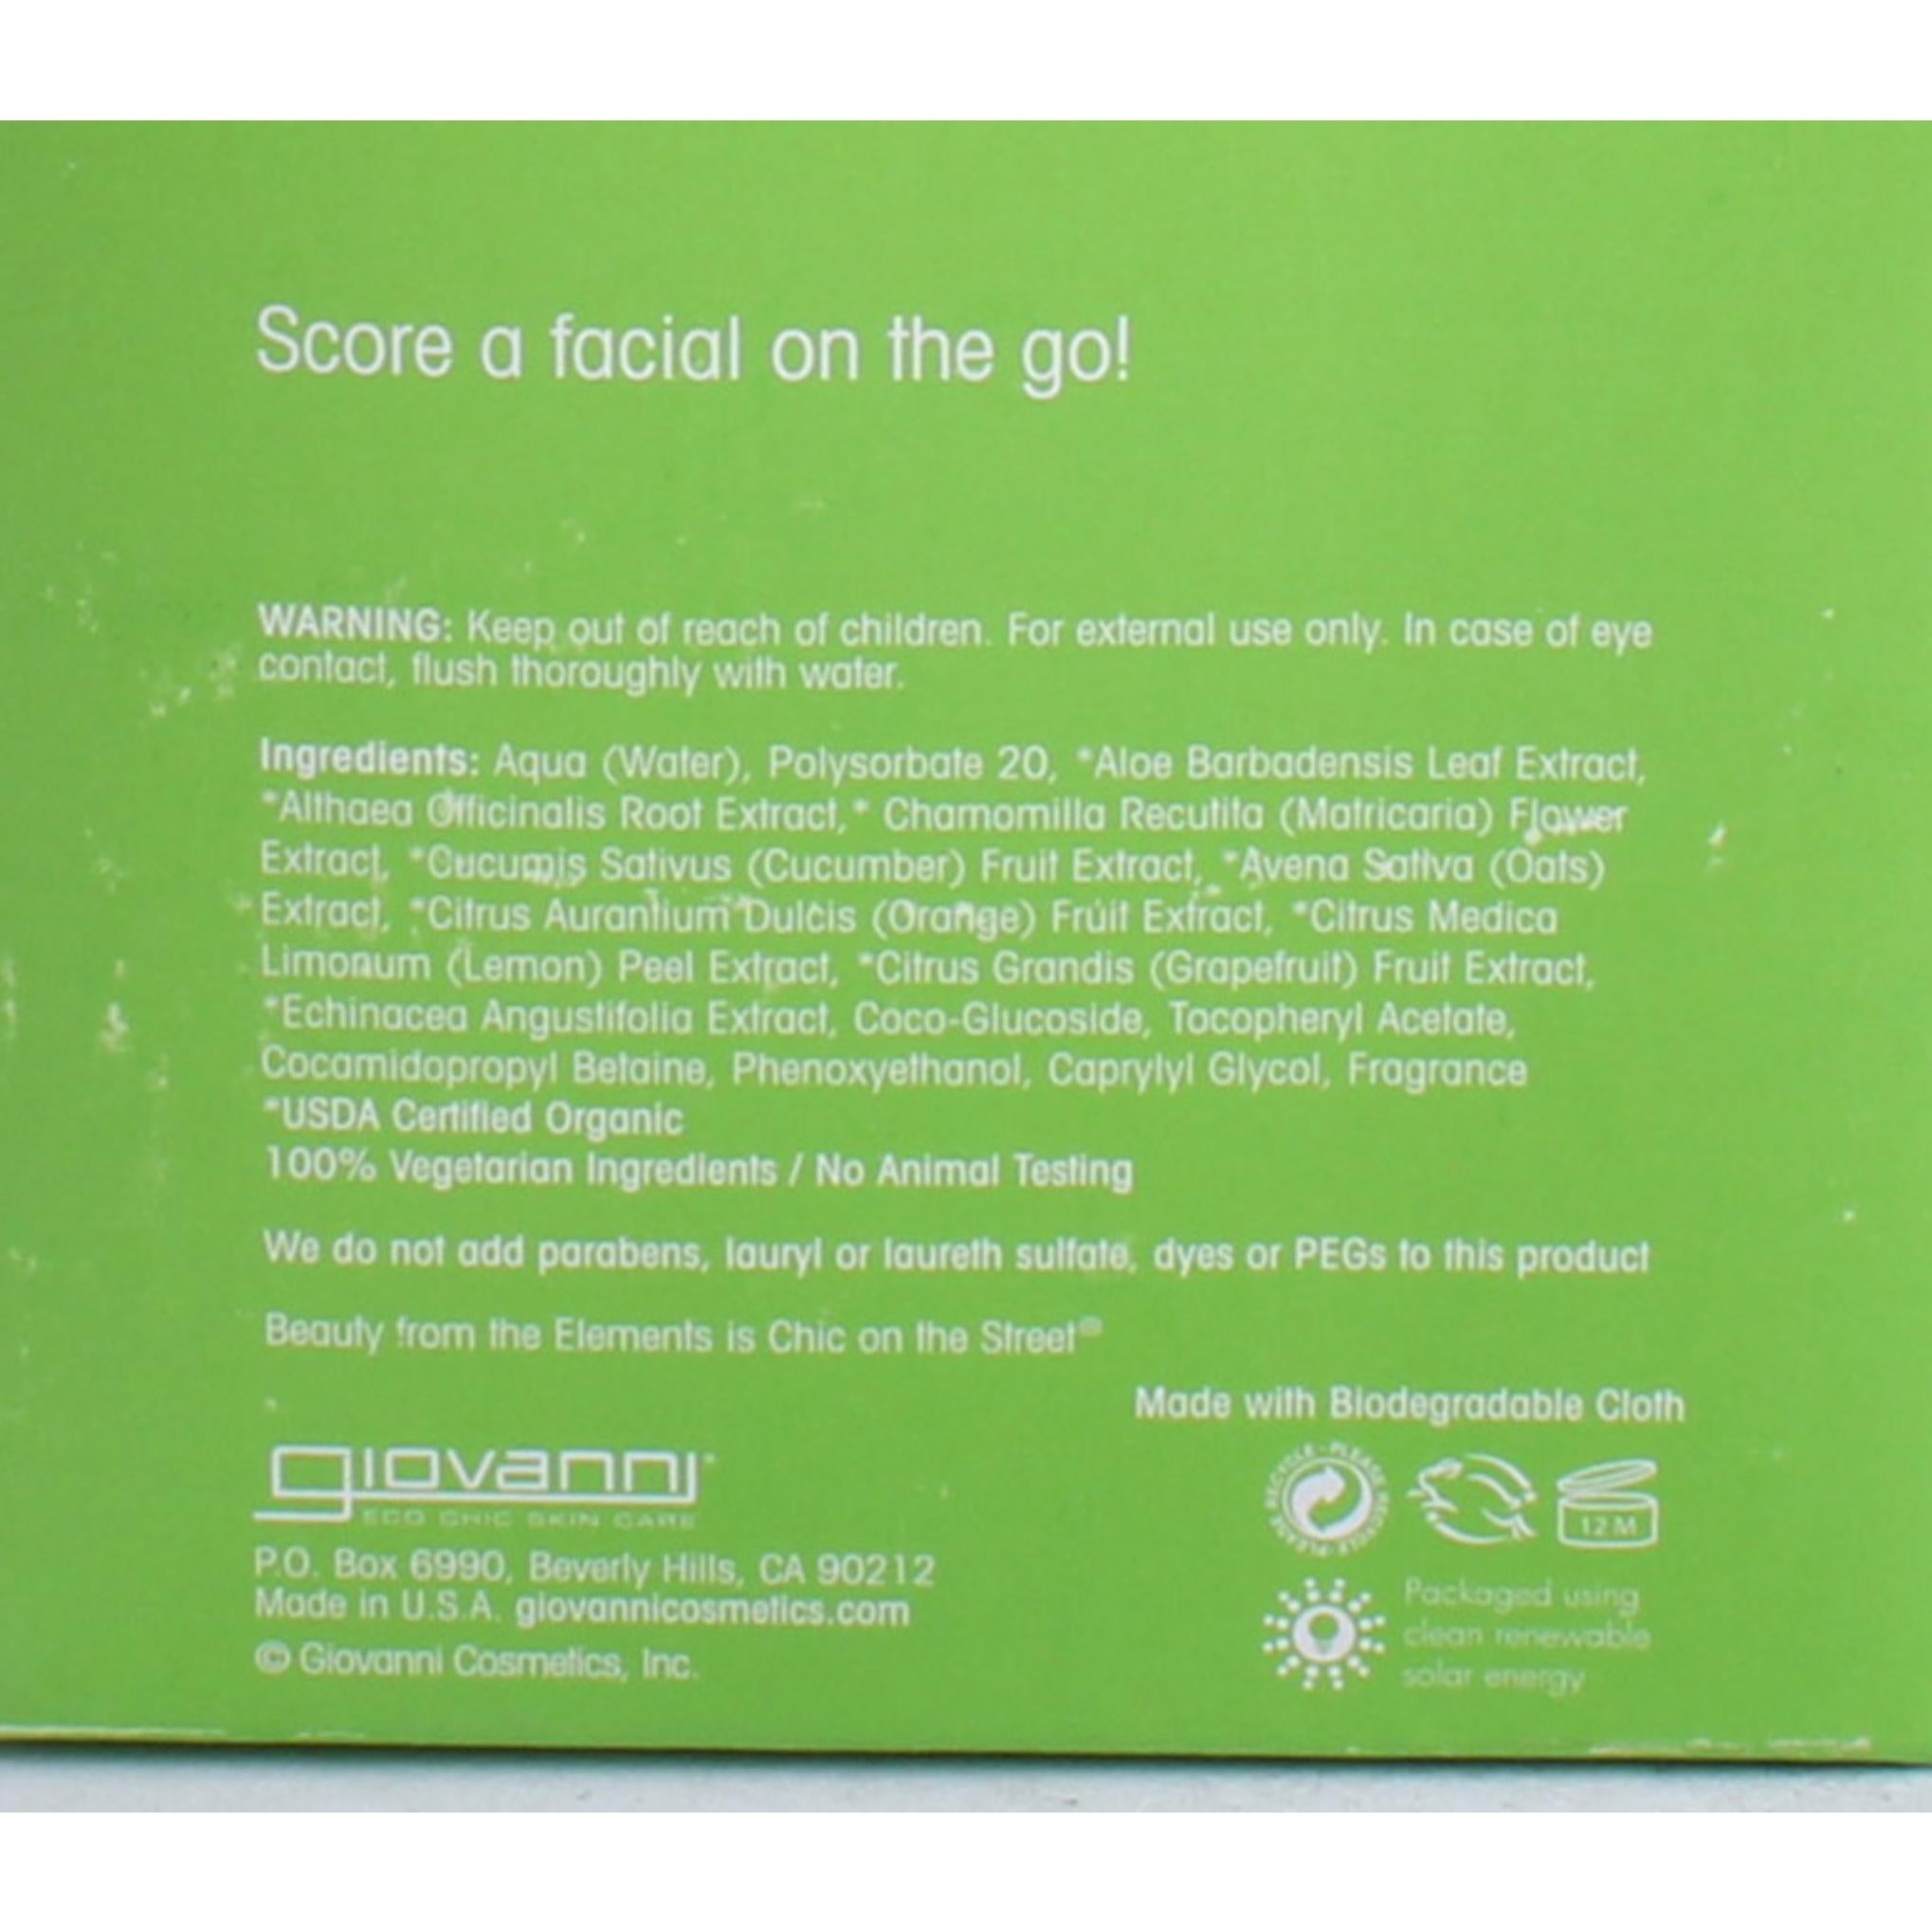 Score a facial on the go!
WARNING: Keep out of reach of children. For external use only. In case of eye
contact, flush thoroughly with water.
Ingredients: Aqua (Water), Polysorbate 20, *Aloe Barbadensis Leaf Extract,
*Althaea Officinalis Root Extract,* Chamomilla Recutita (Matricaria) Flower
Extract, *Cucumis Sativus (Cucumber) Fruit Extract, *Avena Sativa (Oats)
Extract, *Citrus Aurantium Dulcis (Orange) Fruit Extract, *Citrus Medica
Limonum (Lemon) Peel Extract, *Citrus Grandis (Grapefruit) Fruit Extract,
*Echinacea Angustifolia Extract, Coco-Glucoside, Tocopheryl Acetate,
Cocamidopropyl Betaine, Phenoxyethanol, Caprylyl Glycol, Fragrance
*USDA Certified Organic
100% Vegetarian Ingredients / No Animal Testing
We do not add parabens, lauryl or laureth sulfate, dyes or PEGs to this product
Beauty from the Elements is Chic on the Street®
Made with Biodegradable Cloth
giovanni
ECO CHIC SKIN CARE
PLEASE RECYCLE - PLEASE RECYCLE -
12 M
P.O. Box 6990, Beverly Hills, CA 90212
Made in U.S.A. giovannicosmetics.com
© Giovanni Cosmetics, Inc.
Packaged using
clean renewable
solar energy